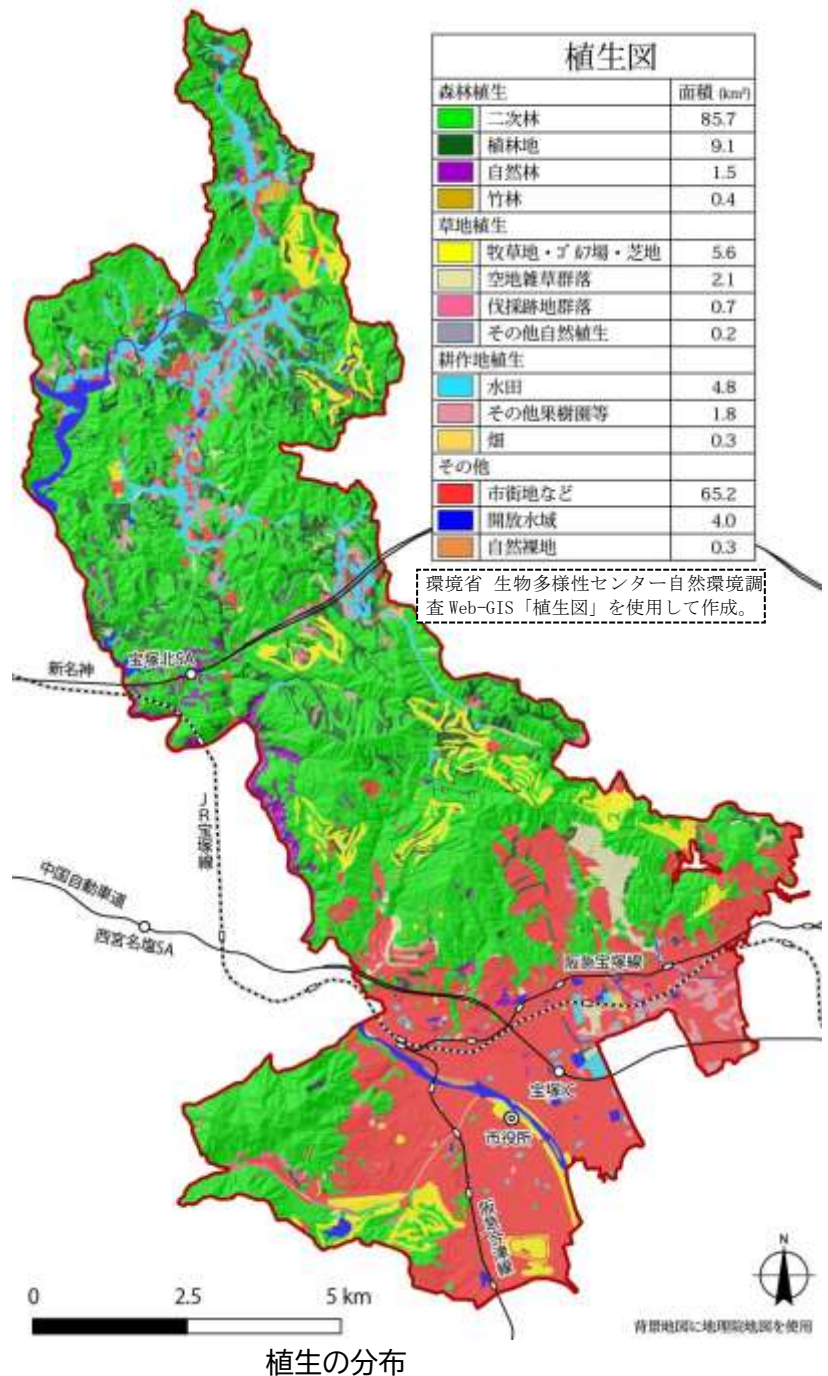 植生図
森林植生 面積 (km²)
二次林 85.7
植林地 9.1
自然林 1.5
竹林 0.4
草地植生
牧草地・ゴルフ場・芝地 5.6
空地雑草群落 2.1
伐採跡地群落 0.7
その他自然植生 0.2
耕作地植生
水田 4.8
その他果樹園等 1.8
畑 0.3
その他
市街地など 65.2
開放水域 4.0
自然裸地 0.3
環境省 生物多様性センター自然環境調
査 Web-GIS「植生図」を使用して作成。
宝塚北SA
新名神
JR宝塚線
中国自動車道
西宮名塩SA
阪急宝塚線
宝塚IC
市役所
阪急今津線
N
0 2.5 5 km
背景地図に地理院地図を使用
植生の分布